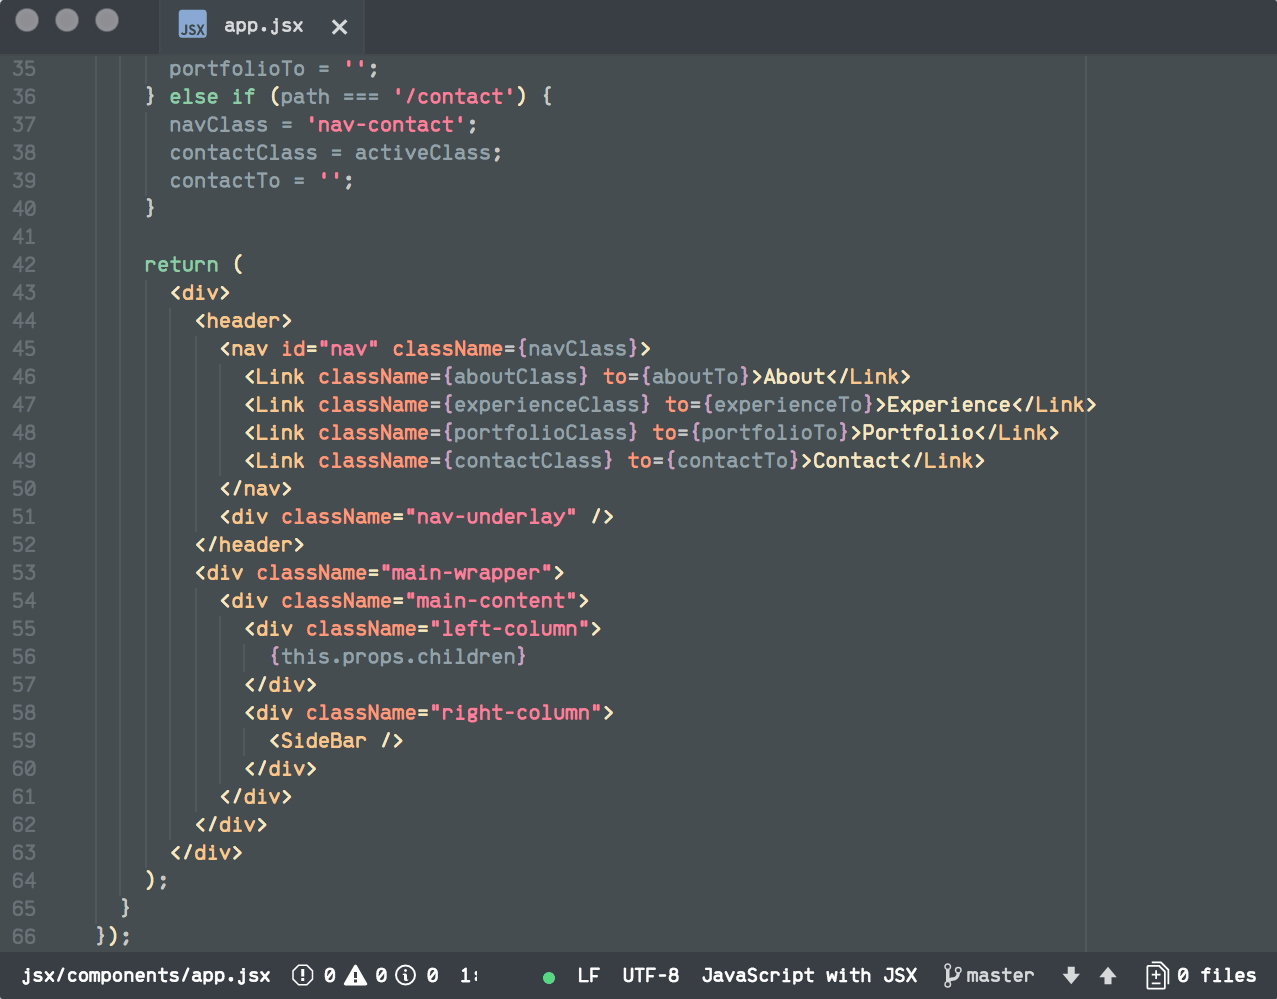 JSX app.jsx
35 portfolioTo = '';
36 } else if (path === '/contact') {
37 navClass = 'nav-contact';
38 contactClass = activeClass;
39 contactTo = '';
40 }
41
42 return (
43 <div>
44 <header>
45 <nav id="nav" className={navClass}>
46 <Link className={aboutClass} to={aboutTo}>About</Link>
47 <Link className={experienceClass} to={experienceTo}>Experience</Link>
48 <Link className={portfolioClass} to={portfolioTo}>Portfolio</Link>
49 <Link className={contactClass} to={contactTo}>Contact</Link>
50 </nav>
51 <div className="nav-underlay" />
52 </header>
53 <div className="main-wrapper">
54 <div className="main-content">
55 <div className="left-column">
56 {this.props.children}
57 </div>
58 <div className="right-column">
59 <SideBar />
60 </div>
61 </div>
62 </div>
63 </div>
64 );
65 }
66 });
jsx/components/app.jsx 0 0 0 1: LF UTF-8 JavaScript with JSX master 0 files